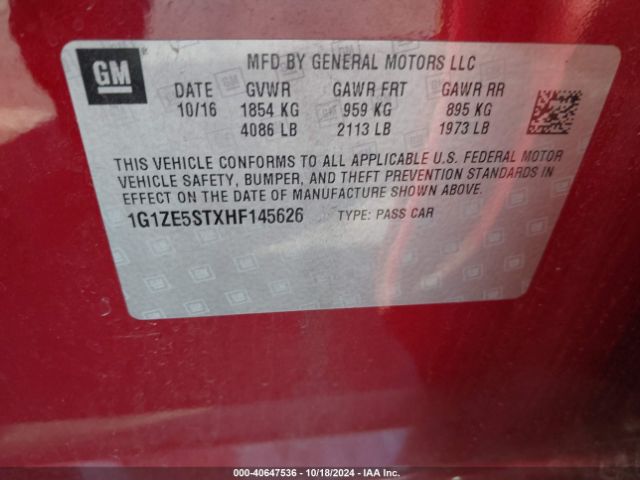 GM
MFD BY GENERAL MOTORS LLC
DATE GVWR GAWR FRT GAWR RR
10/16 1854 KG 959 KG 895 KG
4086 LB 2113 LB 1973 LB
THIS VEHICLE CONFORMS TO ALL APPLICABLE U.S. FEDERAL MOTOR
VEHICLE SAFETY, BUMPER, AND THEFT PREVENTION STANDARDS IN
EFFECT ON THE DATE OF MANUFACTURE SHOWN ABOVE.
1G1ZE5STXHF145626 TYPE: PASS CAR
000-40647536 - 10/18/2024 - IAA Inc.